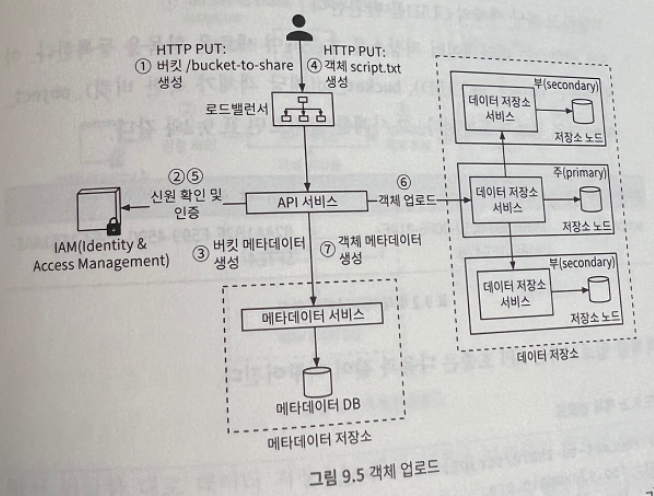 HTTP PUT:
① 버킷 /bucket-to-share
생성
HTTP PUT:
④ 객체 script.txt
생성
로드밸런서
②⑤
신원 확인 및
인증
IAM(Identity &
Access Management)
API 서비스
⑥
객체 업로드
③ 버킷 메타데이터
생성
⑦ 객체 메타데이터
생성
메타데이터 서비스
메타데이터 DB
메타데이터 저장소
부(secondary)
데이터 저장소
서비스
저장소 노드
주(primary)
데이터 저장소
서비스
저장소 노드
부(secondary)
데이터 저장소
서비스
저장소 노드
데이터 저장소
그림 9.5 객체 업로드